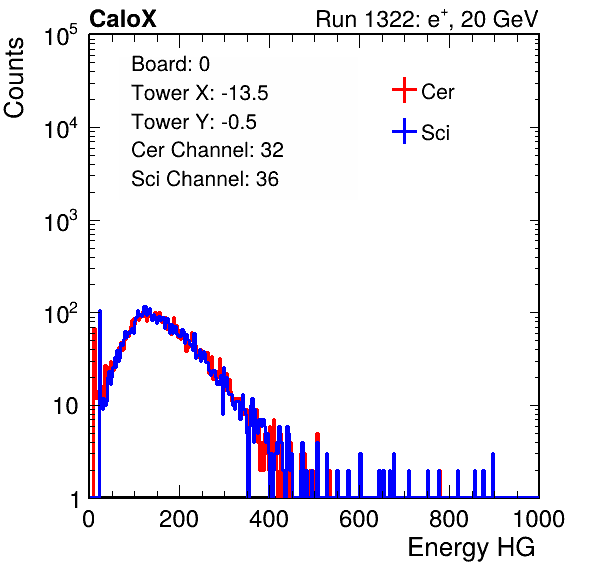 CaloX Run 1322: e⁺, 20 GeV
Counts
Board: 0
Tower X: -13.5
Tower Y: -0.5
Cer Channel: 32
Sci Channel: 36
Cer
Sci
10⁵
10⁴
10³
10²
10
1
0 200 400 600 800 1000
Energy HG